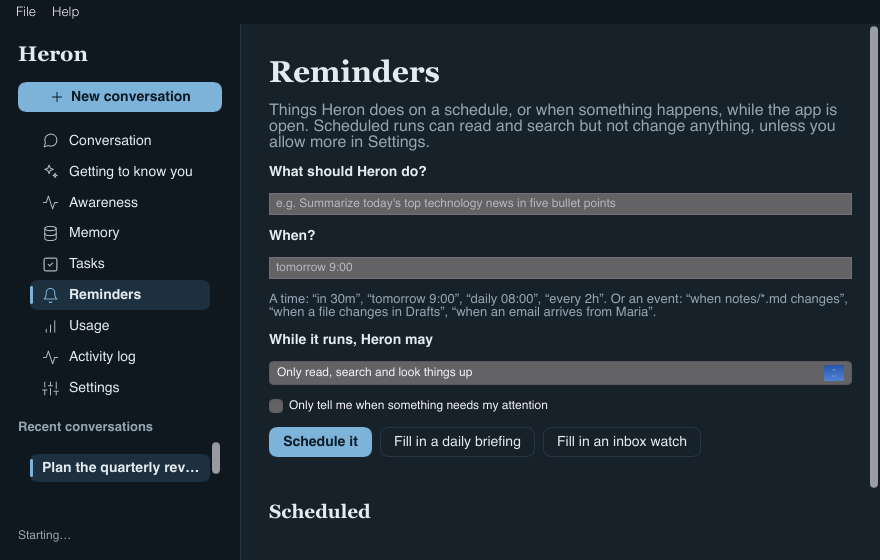 File Help
Heron
New conversation
Conversation
Getting to know you
Awareness
Memory
Tasks
Reminders
Usage
Activity log
Settings
Recent conversations
Plan the quarterly rev...
Starting...
Reminders
Things Heron does on a schedule, or when something happens, while the app is
open. Scheduled runs can read and search but not change anything, unless you
allow more in Settings.
What should Heron do?
e.g. Summarize today's top technology news in five bullet points
When?
tomorrow 9:00
A time: “in 30m”, “tomorrow 9:00”, “daily 08:00”, “every 2h”. Or an event: “when notes/*.md changes”,
“when a file changes in Drafts”, “when an email arrives from Maria”.
While it runs, Heron may
Only read, search and look things up
Only tell me when something needs my attention
Schedule it Fill in a daily briefing Fill in an inbox watch
Scheduled